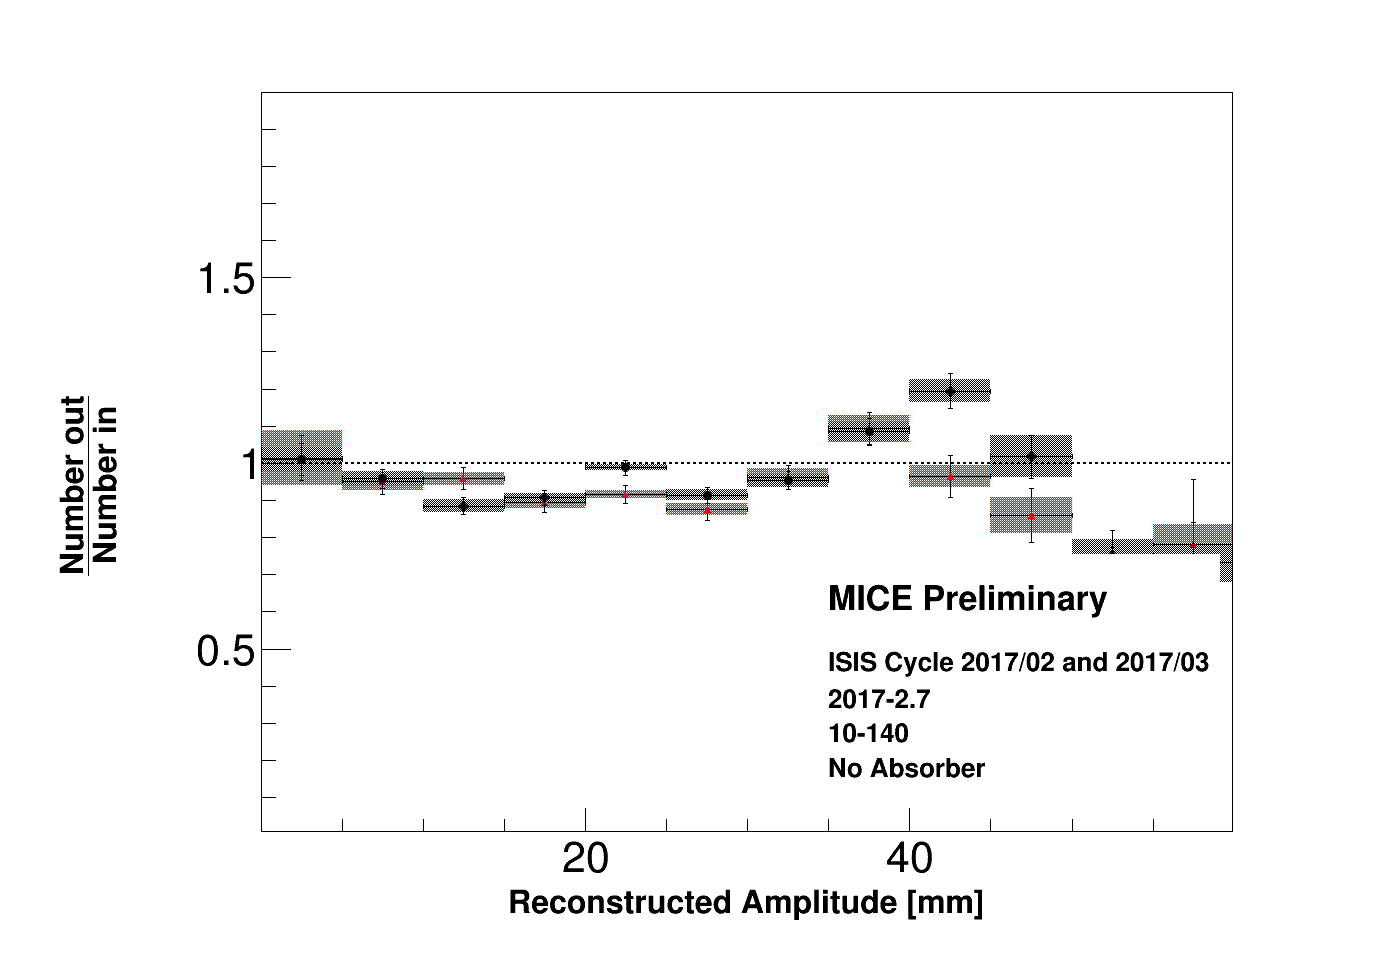 1.5
1
0.5
Number out
Number in
MICE Preliminary
ISIS Cycle 2017/02 and 2017/03
2017-2.7
10-140
No Absorber
20
40
Reconstructed Amplitude [mm]